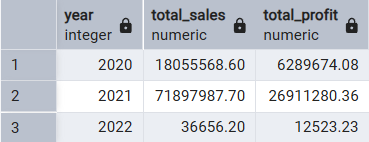 year total_sales total_profit
integer numeric numeric
1 2020 18055568.60 6289674.08
2 2021 71897987.70 26911280.36
3 2022 36656.20 12523.23